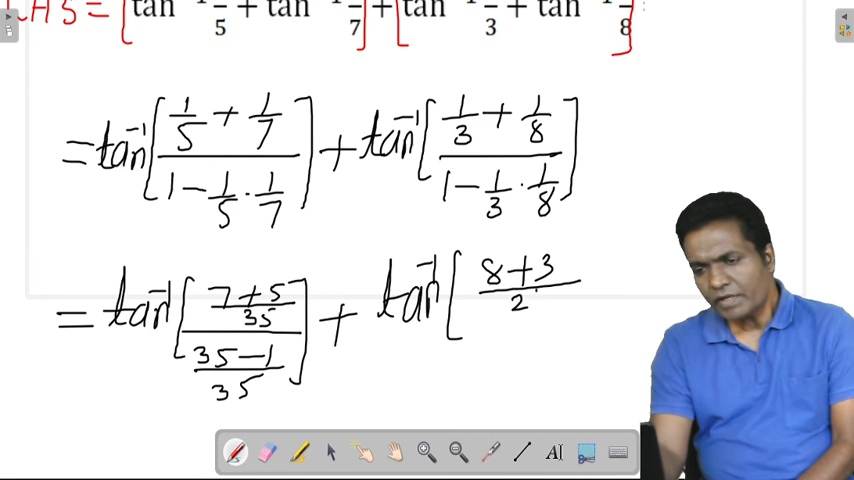 LHS = [tan⁻¹ 1/5 + tan⁻¹ 1/7] + [tan⁻¹ 1/3 + tan⁻¹ 1/8]
= tan⁻¹[(1/5 + 1/7)/(1 − 1/5 · 1/7)] + tan⁻¹[(1/3 + 1/8)/(1 − 1/3 · 1/8)]
= tan⁻¹[((7+5)/35)/((35−1)/35)] + tan⁻¹[(8+3)/2